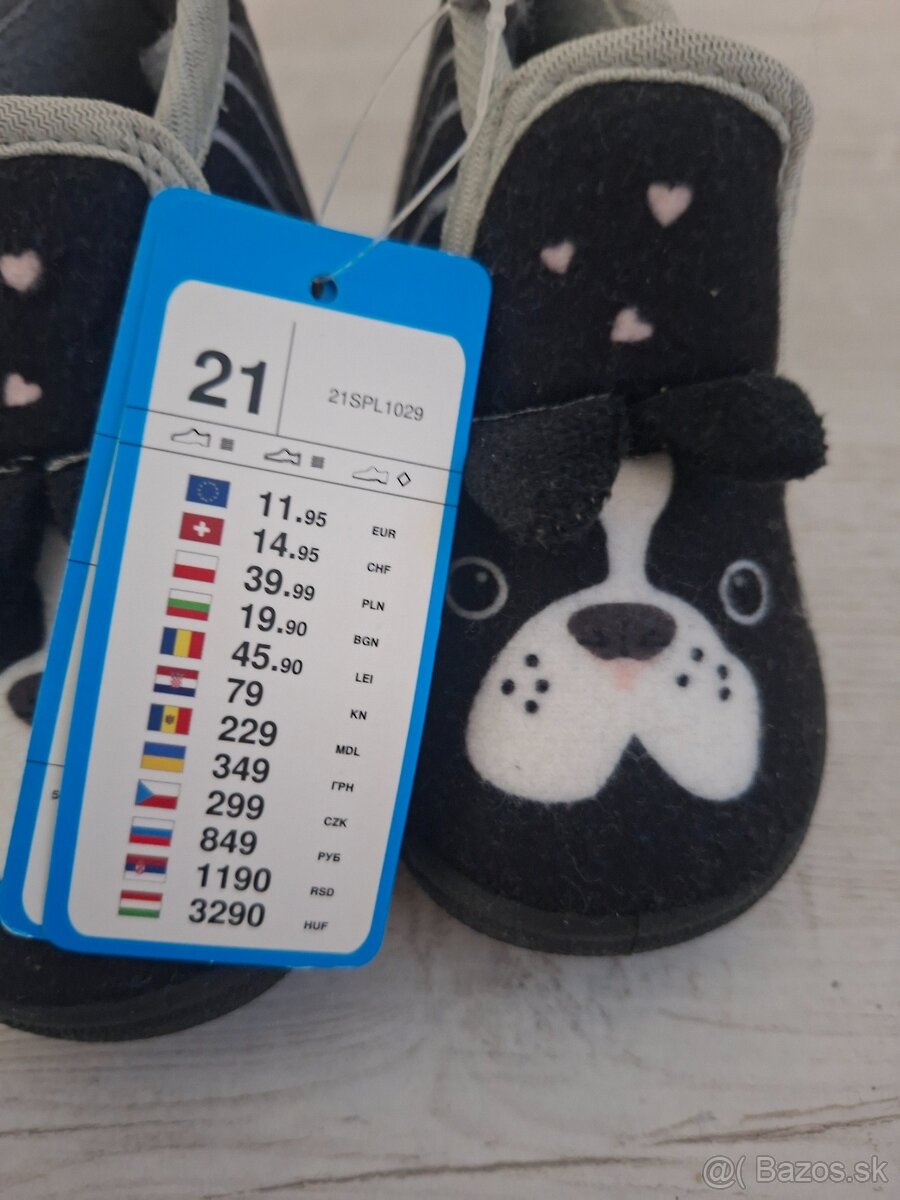 21
21SPL1029
11.95 EUR
14.95 CHF
39.99 PLN
19.90 BGN
45.90 LEI
79 KN
229 MDL
349 ГРН
299 CZK
849 РУБ
1190 RSD
3290 HUF
@( Bazos.sk